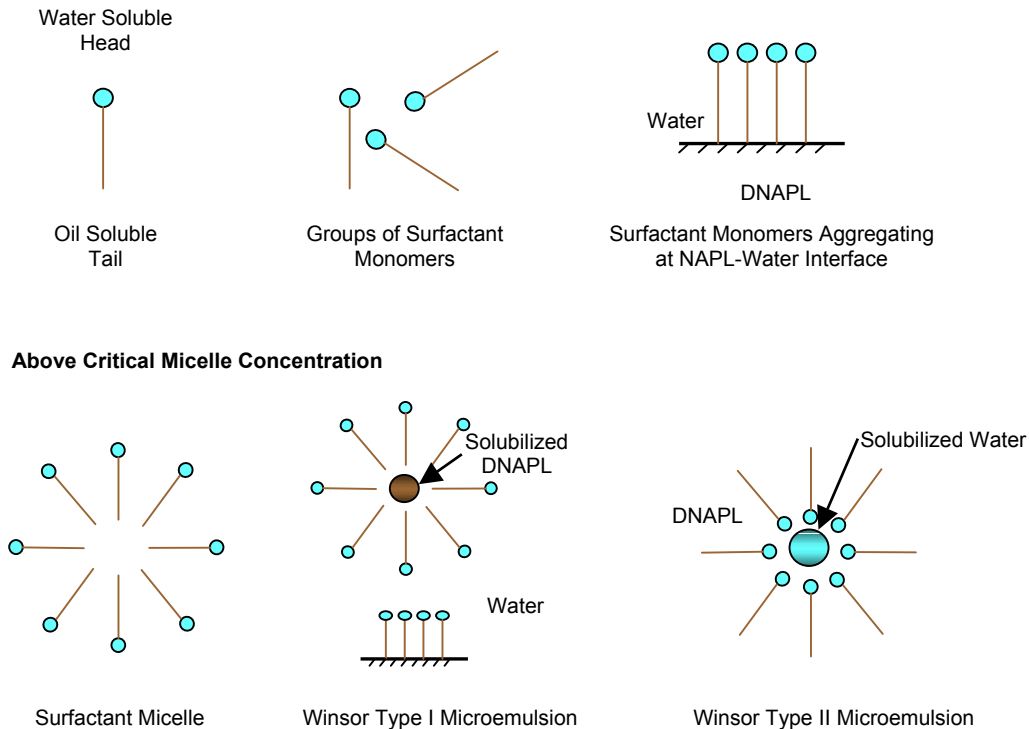 Water Soluble
Head
Oil Soluble
Tail
Groups of Surfactant
Monomers
Water
DNAPL
Surfactant Monomers Aggregating
at NAPL-Water Interface
Above Critical Micelle Concentration
Surfactant Micelle
Solubilized
DNAPL
Water
Winsor Type I Microemulsion
Solubilized Water
DNAPL
Winsor Type II Microemulsion